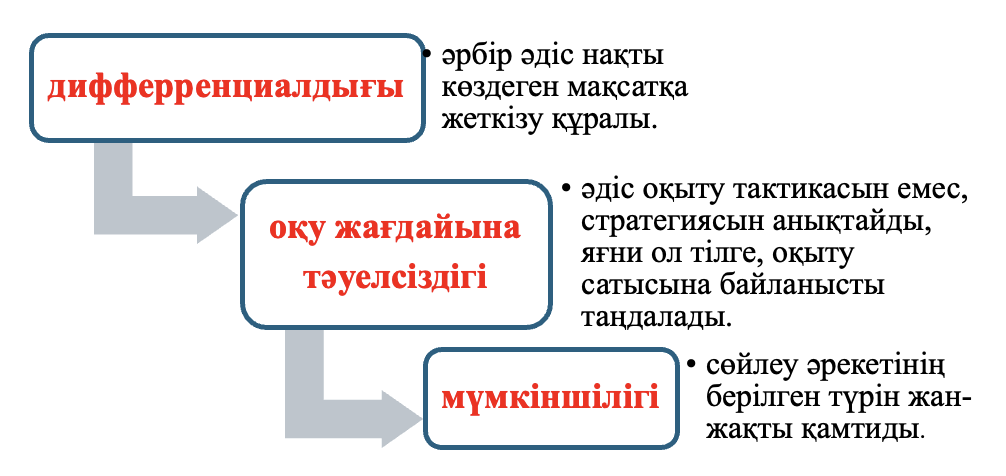 дифференциалдығы
• әрбір әдіс нақты
көздеген мақсатқа
жеткізу құралы.
оқу жағдайына
тәуелсіздігі
• әдіс оқыту тактикасын емес,
стратегиясын анықтайды,
яғни ол тілге, оқыту
сатысына байланысты
таңдалады.
мүмкіншілігі
• сөйлеу әрекетінің
берілген түрін жан-
жақты қамтиды.